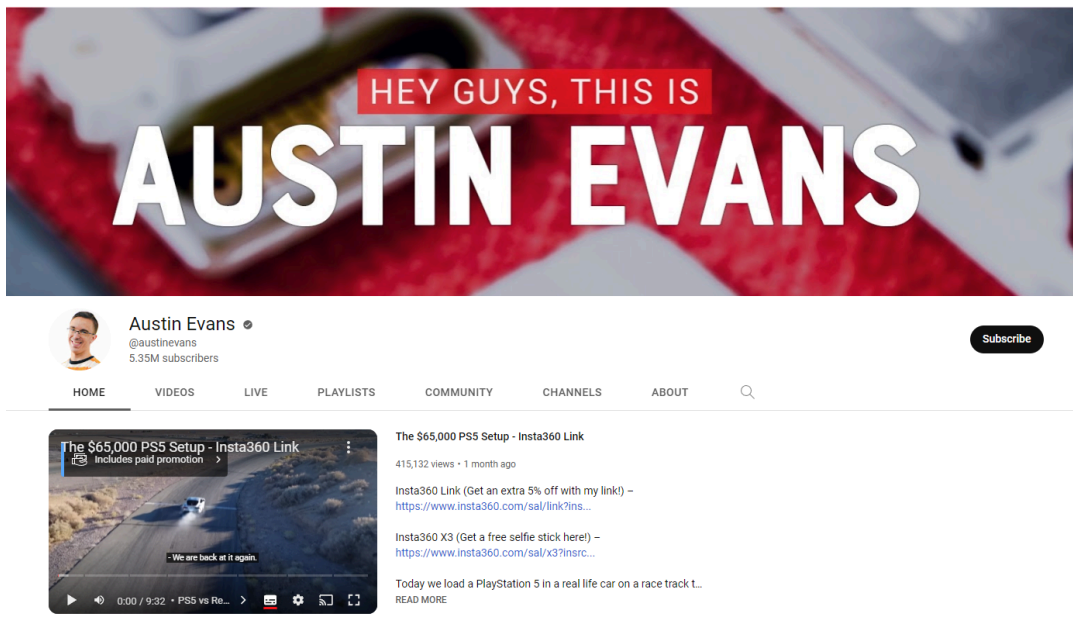 HEY GUYS, THIS IS
AUSTIN EVANS
Austin Evans
@austinevans
5.35M subscribers
Subscribe
HOME VIDEOS LIVE PLAYLISTS COMMUNITY CHANNELS ABOUT
The $65,000 PS5 Setup - Insta360 Link
Includes paid promotion
- We are back at it again.
0:00 / 9:32 • PS5 vs Re...
The $65,000 PS5 Setup - Insta360 Link
415,132 views • 1 month ago
Insta360 Link (Get an extra 5% off with my link!) –
https://www.insta360.com/sal/link?ins...
Insta360 X3 (Get a free selfie stick here!) –
https://www.insta360.com/sal/x3?insrc...
Today we load a PlayStation 5 in a real life car on a race track t...
READ MORE